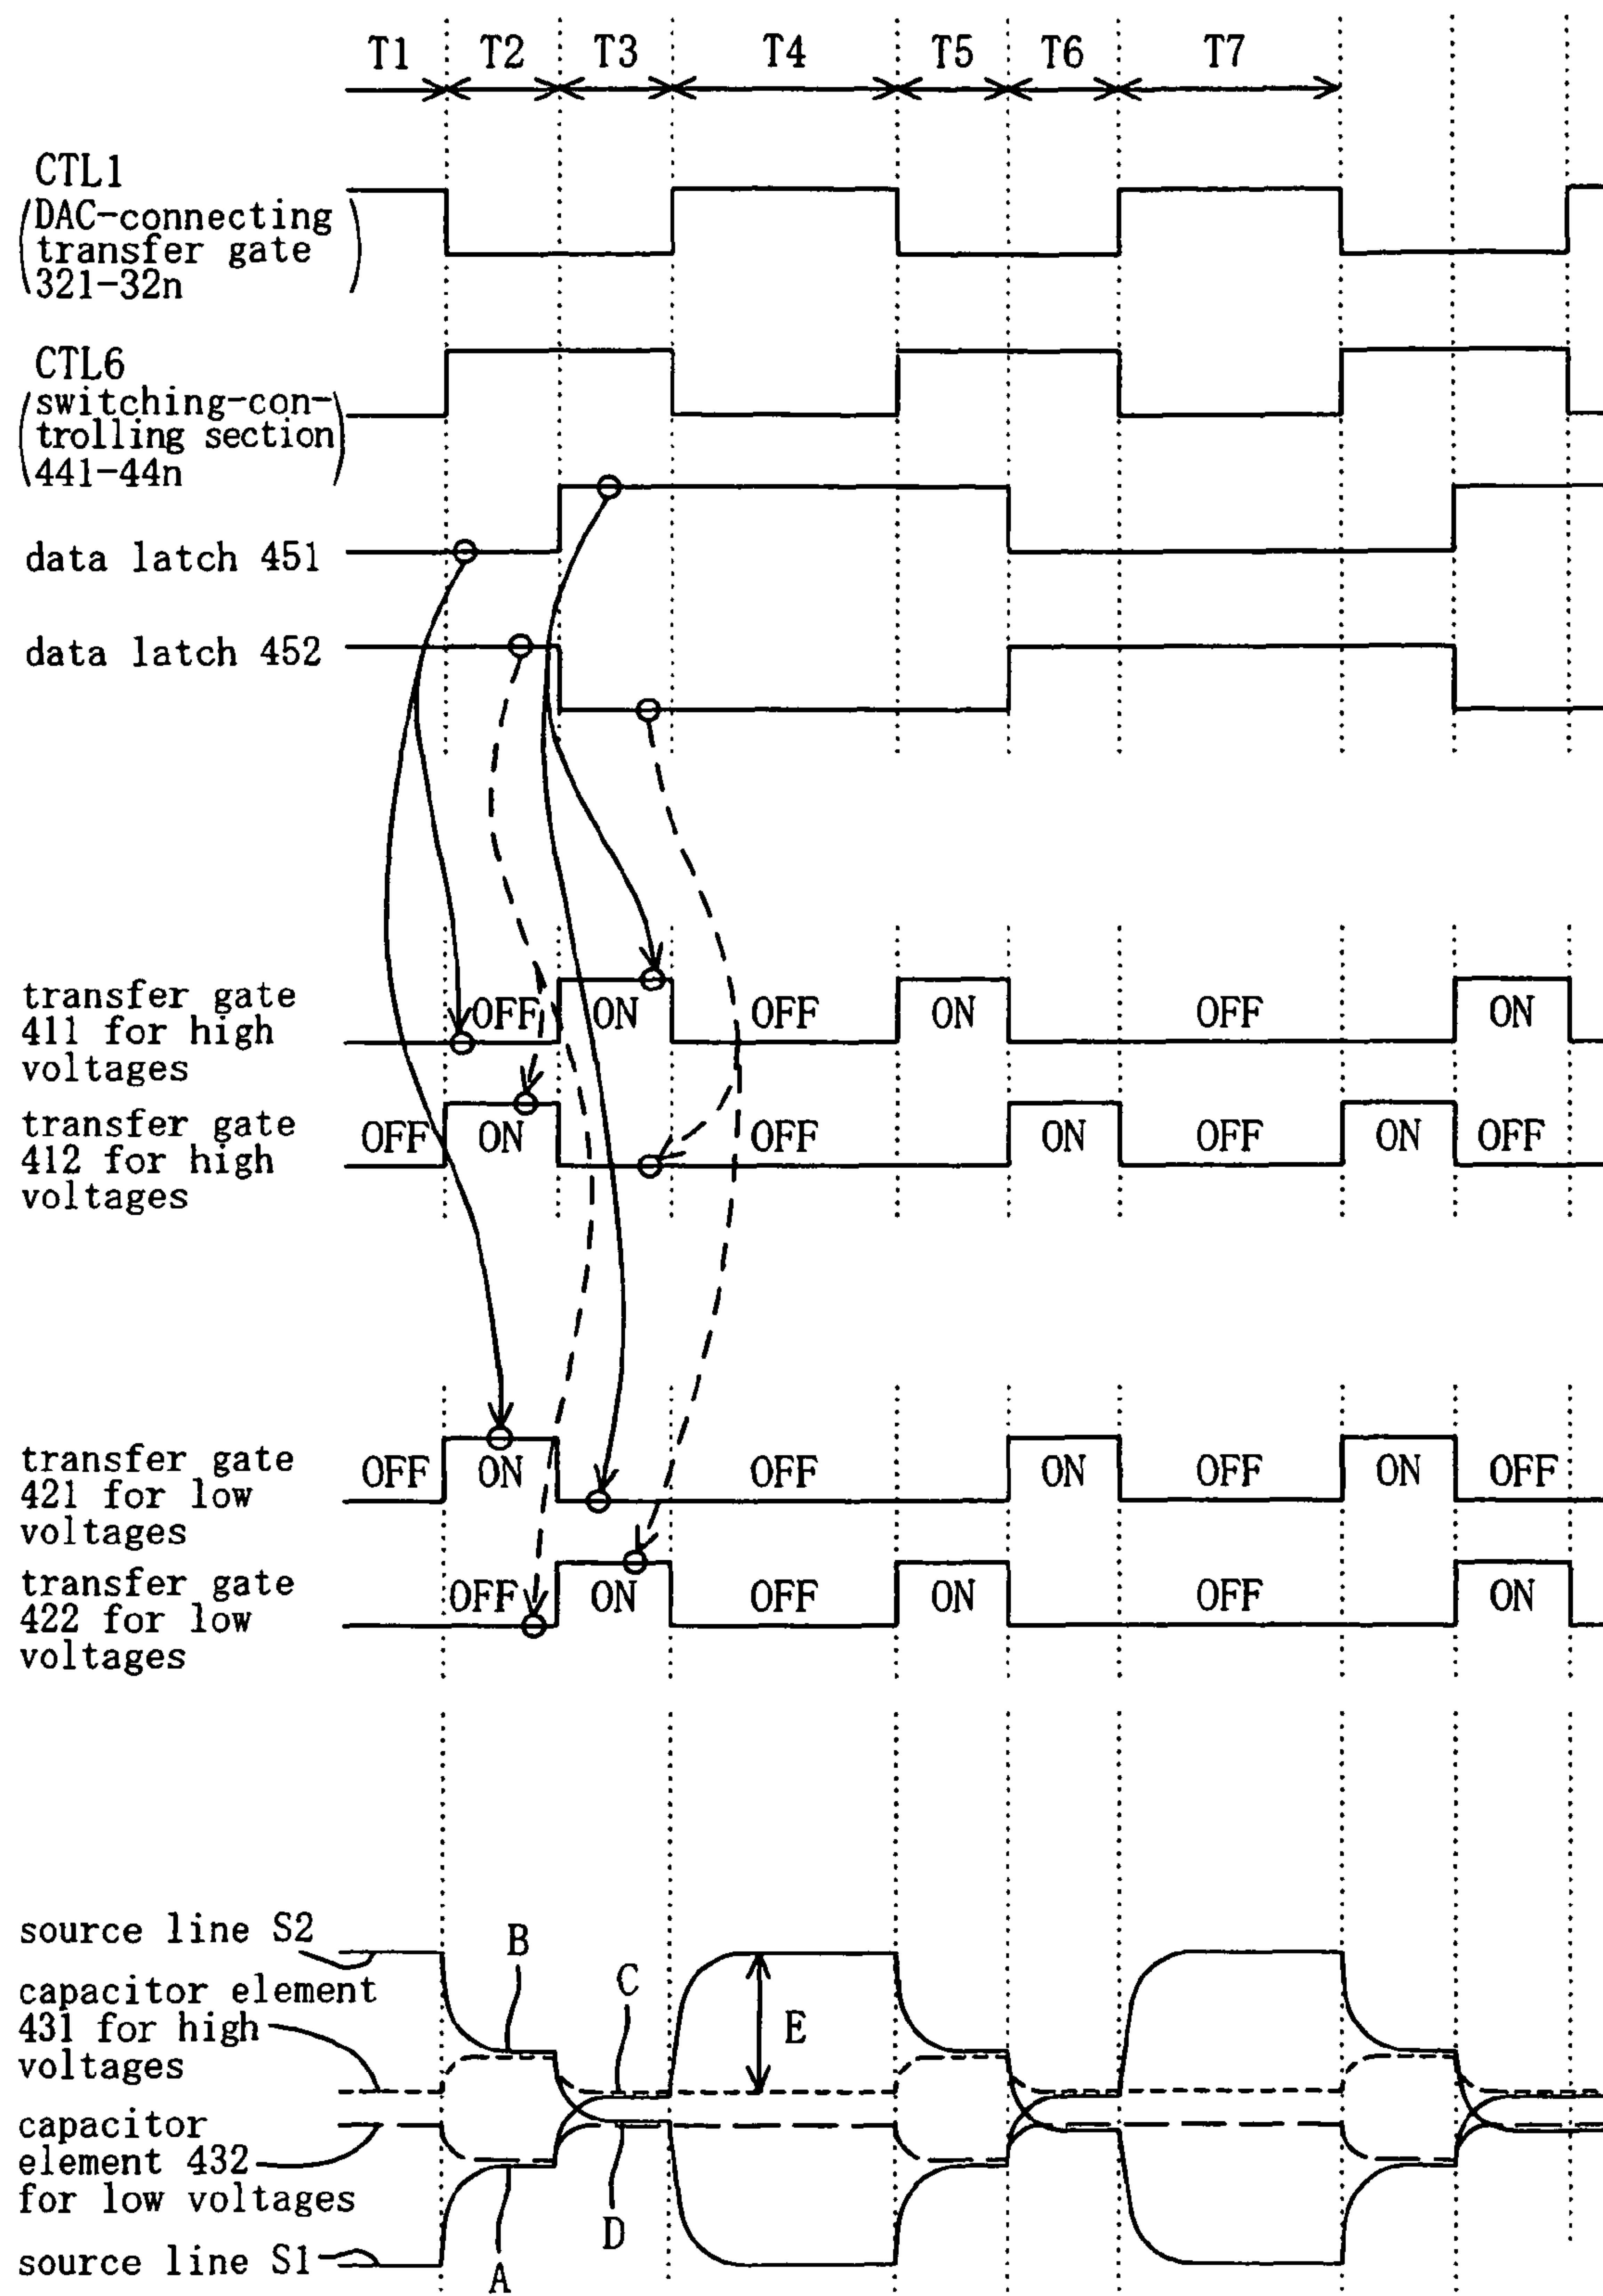 T1 T2 T3 T4 T5 T6 T7
CTL1
(DAC-connecting
transfer gate
321-32n)
CTL6
(switching-con-
trolling section
441-44n)
data latch 451
data latch 452
transfer gate
411 for high
voltages
OFF ON OFF ON OFF ON
transfer gate
412 for high
voltages
OFF ON OFF ON OFF ON OFF
transfer gate
421 for low
voltages
OFF ON OFF ON OFF ON OFF
transfer gate
422 for low
voltages
OFF ON OFF ON OFF ON
source line S2
B
C
E
capacitor element
431 for high
voltages
capacitor
element 432
for low voltages
D
source line S1
A